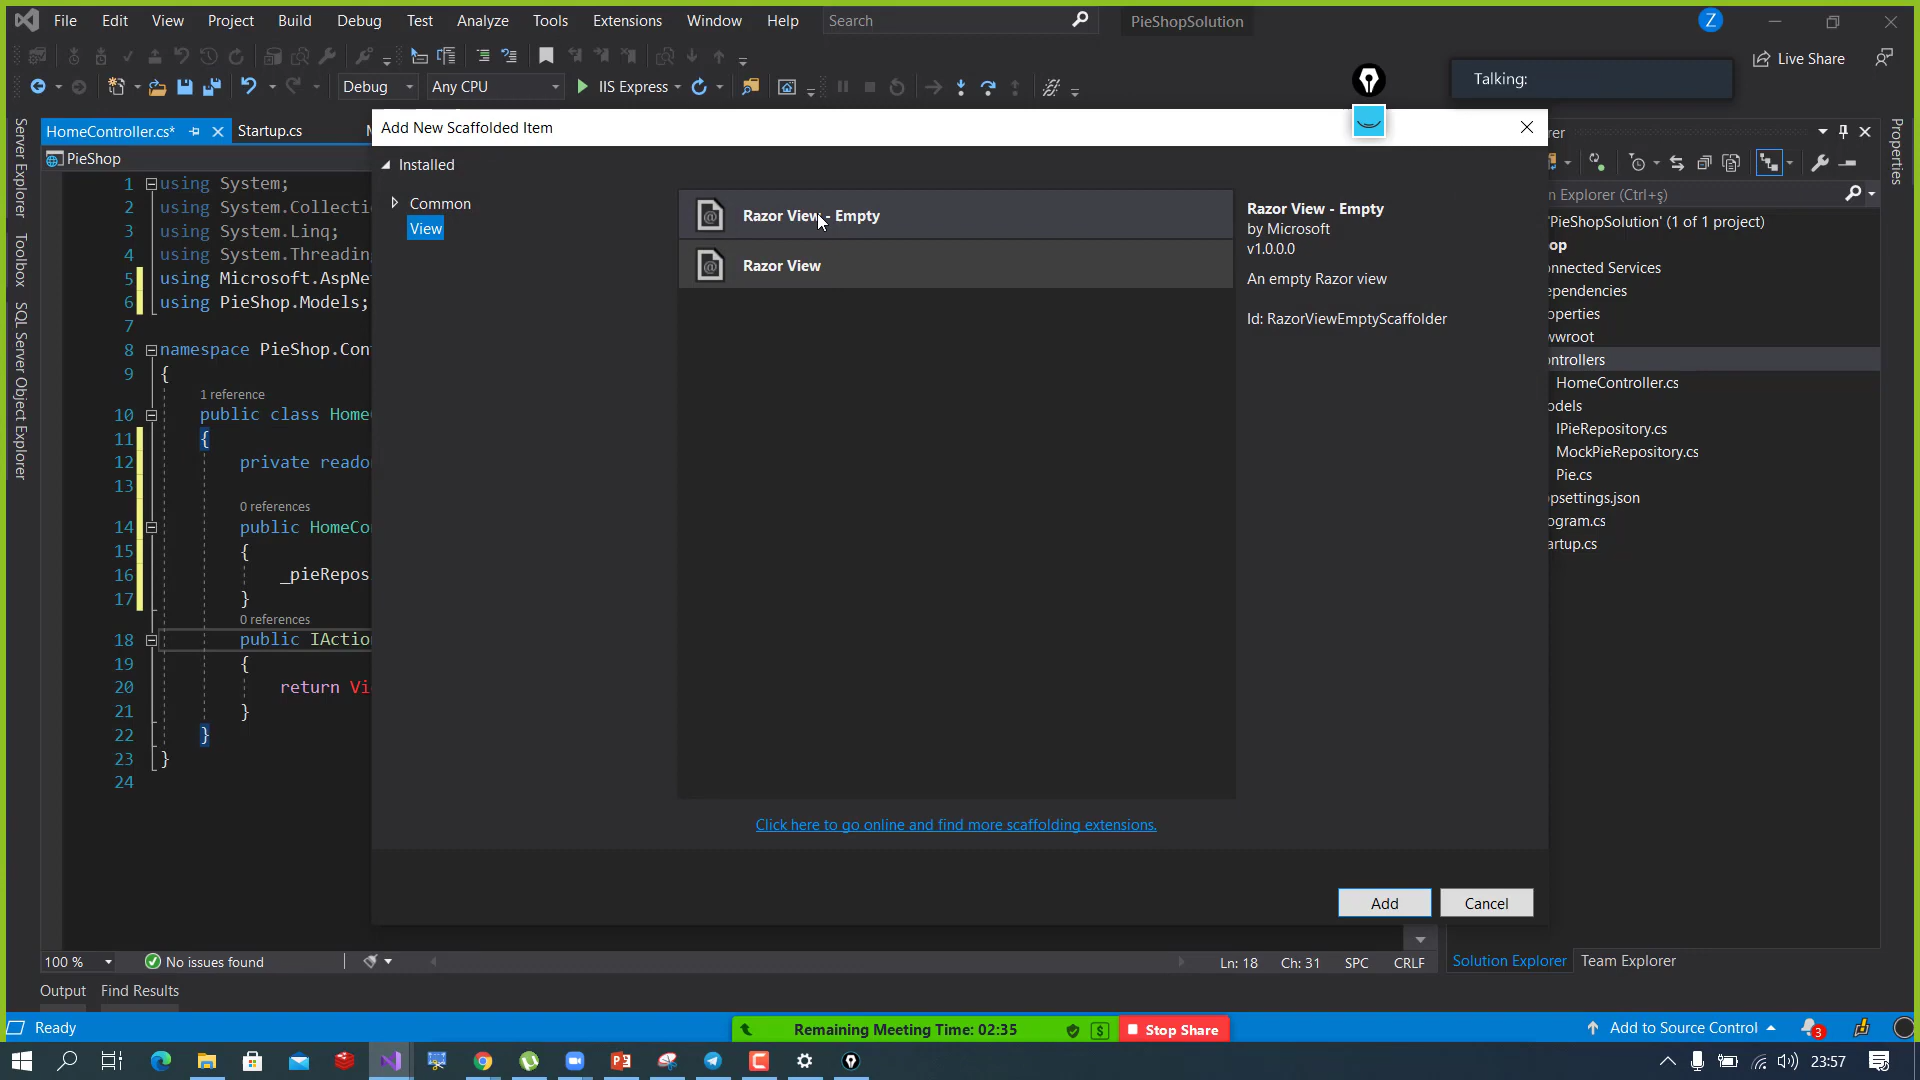 File Edit View Project Build Debug Test Analyze Tools Extensions Window Help Search PieShopSolution Z
Live Share
Debug Any CPU IIS Express
Talking:
HomeController.cs* Startup.cs
PieShop
Server Explorer
Toolbox
SQL Server Object Explorer
1 using System;
2 using System.Collecti
3 using System.Linq;
4 using System.Threadin
5 using Microsoft.AspNe
6 using PieShop.Models;
7
8 namespace PieShop.Con
9 {
1 reference
10 public class Home
11 {
12 private reado
13
0 references
14 public HomeCo
15 {
16 _pieRepos
17 }
0 references
18 public IActio
19 {
20 return Vi
21 }
22 }
23 }
24
Add New Scaffolded Item
Installed
Common
View
Razor View - Empty
Razor View
Razor View - Empty
by Microsoft
v1.0.0.0
An empty Razor view
Id: RazorViewEmptyScaffolder
Click here to go online and find more scaffolding extensions.
Add Cancel
rer
n Explorer (Ctrl+ş)
'PieShopSolution' (1 of 1 project)
op
onnected Services
ependencies
operties
wwroot
ontrollers
HomeController.cs
odels
IPieRepository.cs
MockPieRepository.cs
Pie.cs
ppsettings.json
ogram.cs
artup.cs
Properties
100 % No issues found Ln: 18 Ch: 31 SPC CRLF
Solution Explorer Team Explorer
Output Find Results
Ready
Remaining Meeting Time: 02:35 Stop Share
Add to Source Control 3
23:57